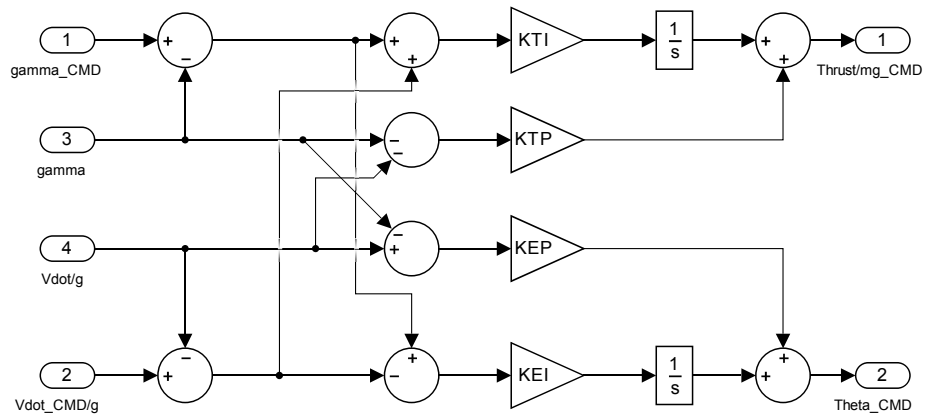 1
gamma_CMD
+
−
+
+
KTI
1
s
+
+
1
Thrust/mg_CMD
3
gamma
−
−
KTP
4
Vdot/g
−
+
KEP
2
Vdot_CMD/g
−
+
+
−
KEI
1
s
+
+
2
Theta_CMD